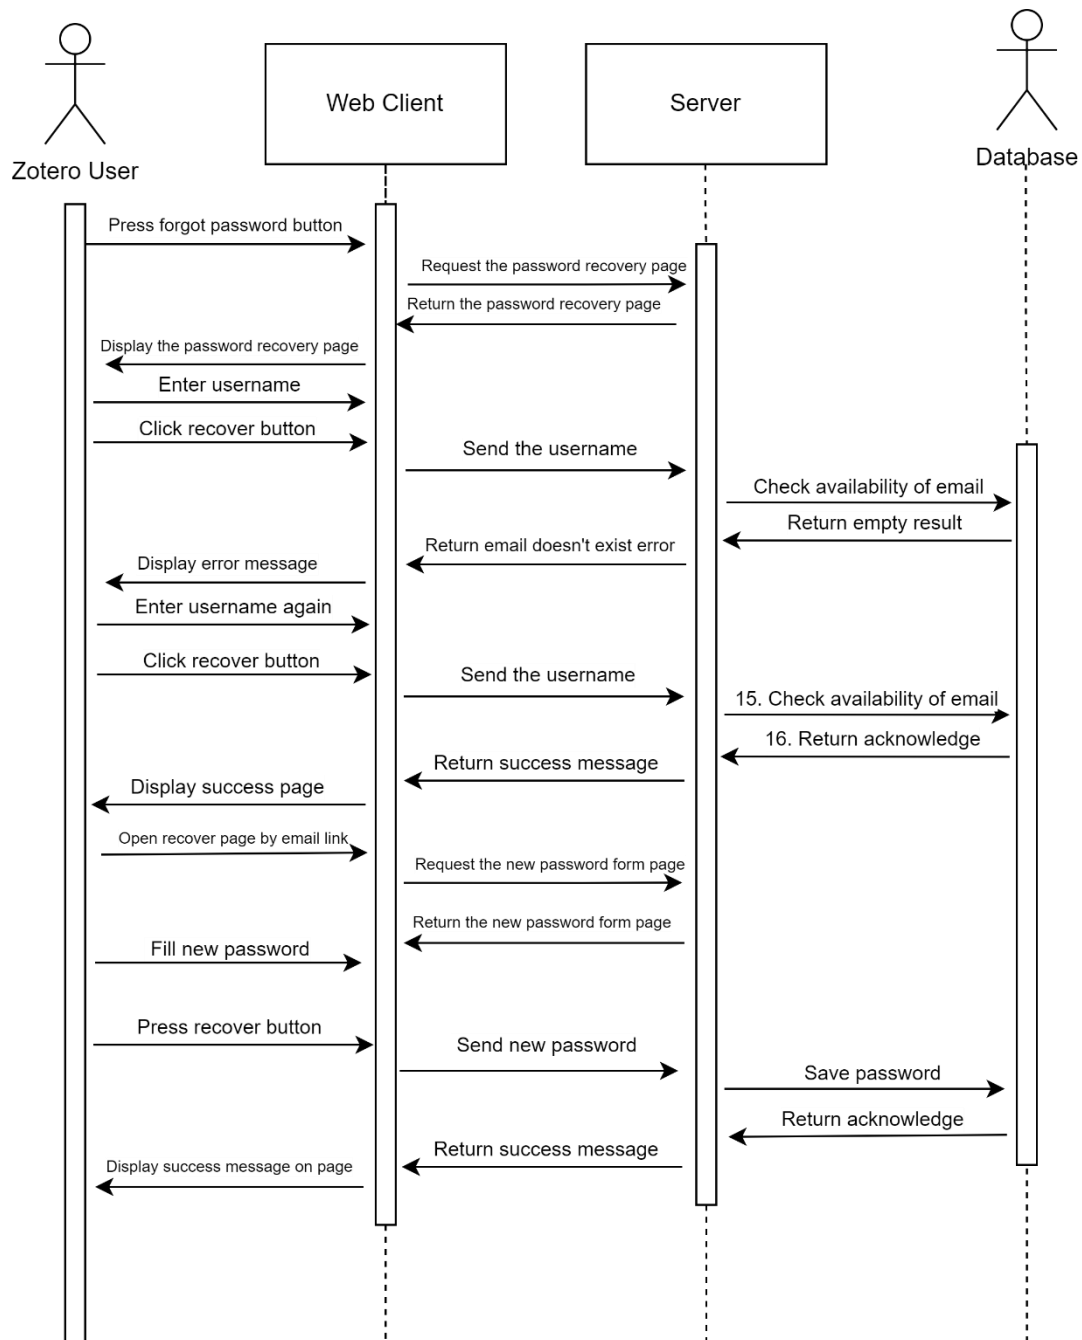 Web Client
Server
Zotero User
Database
Press forgot password button
Request the password recovery page
Return the password recovery page
Display the password recovery page
Enter username
Click recover button
Send the username
Check availability of email
Return empty result
Return email doesn't exist error
Display error message
Enter username again
Click recover button
Send the username
15. Check availability of email
16. Return acknowledge
Return success message
Display success page
Open recover page by email link
Request the new password form page
Return the new password form page
Fill new password
Press recover button
Send new password
Save password
Return acknowledge
Return success message
Display success message on page